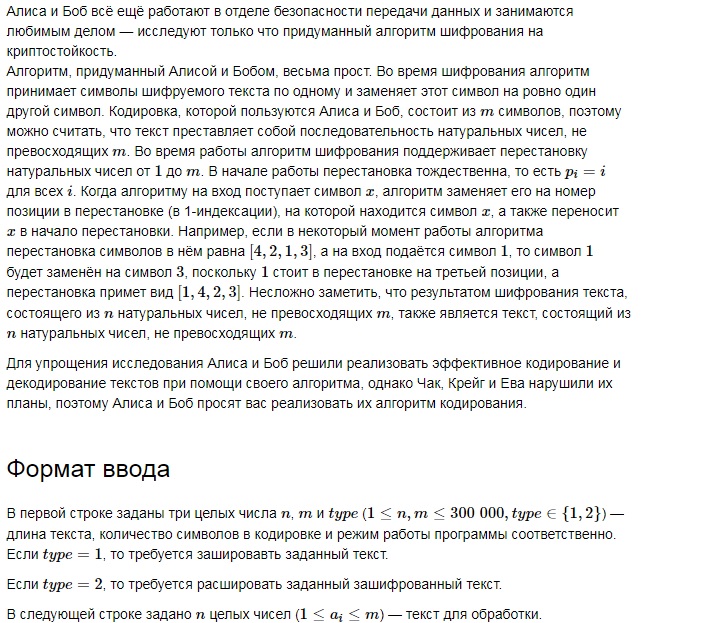 Алиса и Боб всё ещё работают в отделе безопасности передачи данных и занимаются
любимым делом — исследуют только что придуманный алгоритм шифрования на
криптостойкость.
Алгоритм, придуманный Алисой и Бобом, весьма прост. Во время шифрования алгоритм
принимает символы шифруемого текста по одному и заменяет этот символ на ровно один
другой символ. Кодировка, которой пользуются Алиса и Боб, состоит из m символов, поэтому
можно считать, что текст преставляет собой последовательность натуральных чисел, не
превосходящих m. Во время работы алгоритм шифрования поддерживает перестановку
натуральных чисел от 1 до m. В начале работы перестановка тождественна, то есть pᵢ = i
для всех i. Когда алгоритму на вход поступает символ x, алгоритм заменяет его на номер
позиции в перестановке (в 1-индексации), на которой находится символ x, а также переносит
x в начало перестановки. Например, если в некоторый момент работы алгоритма
перестановка символов в нём равна [4, 2, 1, 3], а на вход подаётся символ 1, то символ 1
будет заменён на символ 3, поскольку 1 стоит в перестановке на третьей позиции, а
перестановка примет вид [1, 4, 2, 3]. Несложно заметить, что результатом шифрования текста,
состоящего из n натуральных чисел, не превосходящих m, также является текст, состоящий из
n натуральных чисел, не превосходящих m.
Для упрощения исследования Алиса и Боб решили реализовать эффективное кодирование и
декодирование текстов при помощи своего алгоритма, однако Чак, Крейг и Ева нарушили их
планы, поэтому Алиса и Боб просят вас реализовать их алгоритм кодирования.
Формат ввода
В первой строке заданы три целых числа n, m и type (1 ≤ n, m ≤ 300 000, type ∈ {1, 2}) —
длина текста, количество символов в кодировке и режим работы программы соответственно.
Если type = 1, то требуется зашироваветь заданный текст.
Если type = 2, то требуется расшировать заданный зашифрованный текст.
В следующей строке задано n целых чисел (1 ≤ aᵢ ≤ m) — текст для обработки.